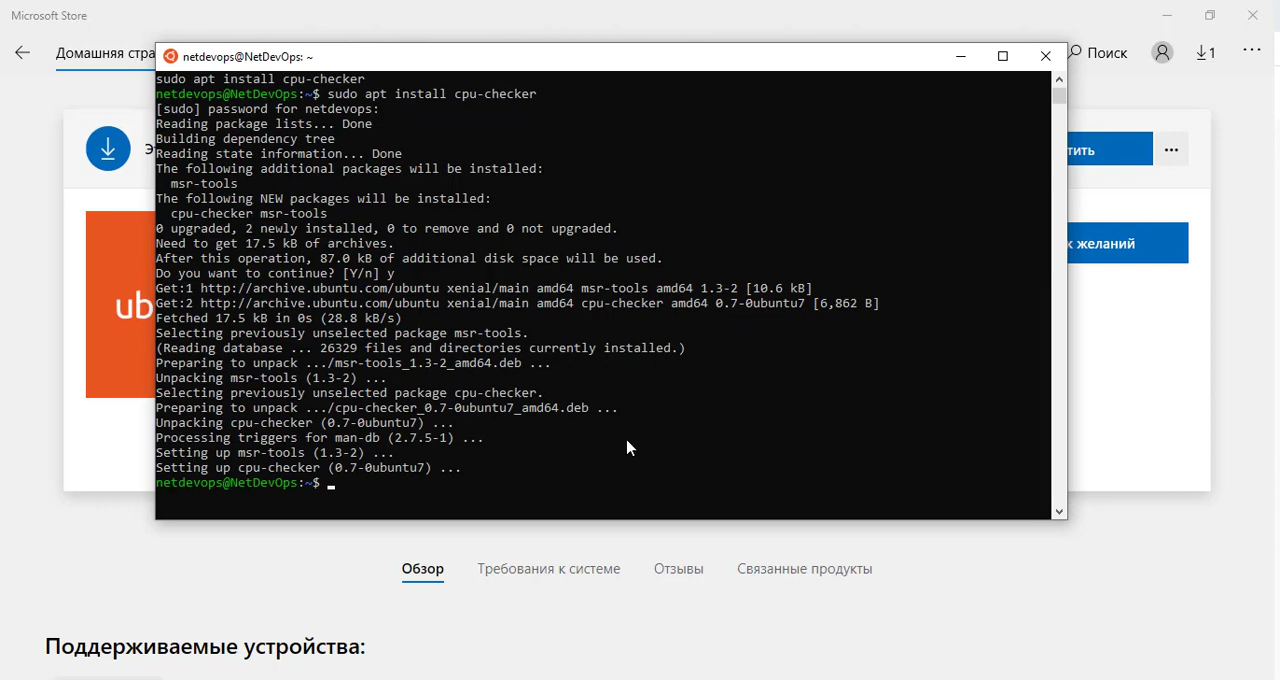 Microsoft Store
Домашняя стра
netdevops@NetDevOps: ~
Поиск
1
sudo apt install cpu-checker
netdevops@NetDevOps:~$ sudo apt install cpu-checker
[sudo] password for netdevops:
Reading package lists... Done
Building dependency tree
Reading state information... Done
The following additional packages will be installed:
  msr-tools
The following NEW packages will be installed:
  cpu-checker msr-tools
0 upgraded, 2 newly installed, 0 to remove and 0 not upgraded.
Need to get 17.5 kB of archives.
After this operation, 87.0 kB of additional disk space will be used.
Do you want to continue? [Y/n] y
Get:1 http://archive.ubuntu.com/ubuntu xenial/main amd64 msr-tools amd64 1.3-2 [10.6 kB]
Get:2 http://archive.ubuntu.com/ubuntu xenial/main amd64 cpu-checker amd64 0.7-0ubuntu7 [6,862 B]
Fetched 17.5 kB in 0s (28.8 kB/s)
Selecting previously unselected package msr-tools.
(Reading database ... 26329 files and directories currently installed.)
Preparing to unpack .../msr-tools_1.3-2_amd64.deb ...
Unpacking msr-tools (1.3-2) ...
Selecting previously unselected package cpu-checker.
Preparing to unpack .../cpu-checker_0.7-0ubuntu7_amd64.deb ...
Unpacking cpu-checker (0.7-0ubuntu7) ...
Processing triggers for man-db (2.7.5-1) ...
Setting up msr-tools (1.3-2) ...
Setting up cpu-checker (0.7-0ubuntu7) ...
netdevops@NetDevOps:~$
Э
тить
ub
к желаний
Обзор Требования к системе Отзывы Связанные продукты
Поддерживаемые устройства: